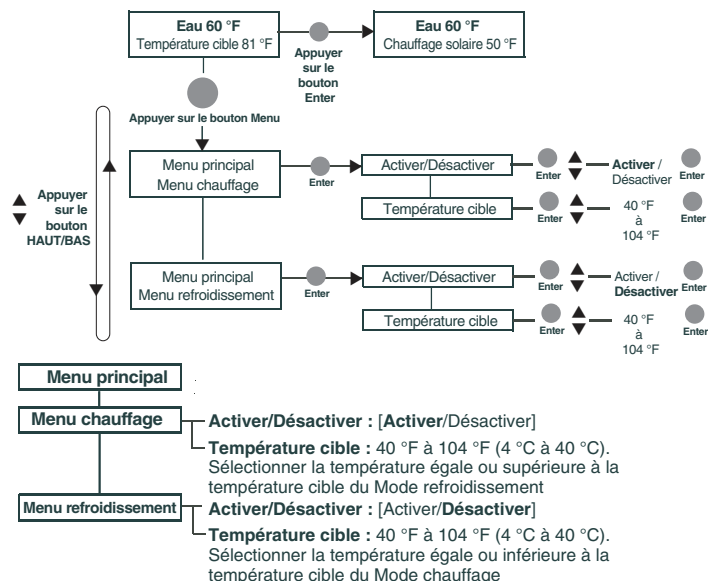 Eau 60 °F
Température cible 81 °F
Appuyer
sur le
bouton
Enter
Eau 60 °F
Chauffage solaire 50 °F
Appuyer sur le bouton Menu
Appuyer
sur le
bouton
HAUT/BAS
Menu principal
Menu chauffage
Enter
Activer/Désactiver
Enter
Activer /
Désactiver
Enter
Température cible
Enter
40 °F
à
104 °F
Enter
Menu principal
Menu refroidissement
Enter
Activer/Désactiver
Enter
Activer /
Désactiver
Enter
Température cible
Enter
40 °F
à
104 °F
Enter
Menu principal
Menu chauffage
Activer/Désactiver : [Activer/Désactiver]
Température cible : 40 °F à 104 °F (4 °C à 40 °C).
Sélectionner la température égale ou supérieure à la
température cible du Mode refroidissement
Menu refroidissement
Activer/Désactiver : [Activer/Désactiver]
Température cible : 40 °F à 104 °F (4 °C à 40 °C).
Sélectionner la température égale ou inférieure à la
température cible du Mode chauffage